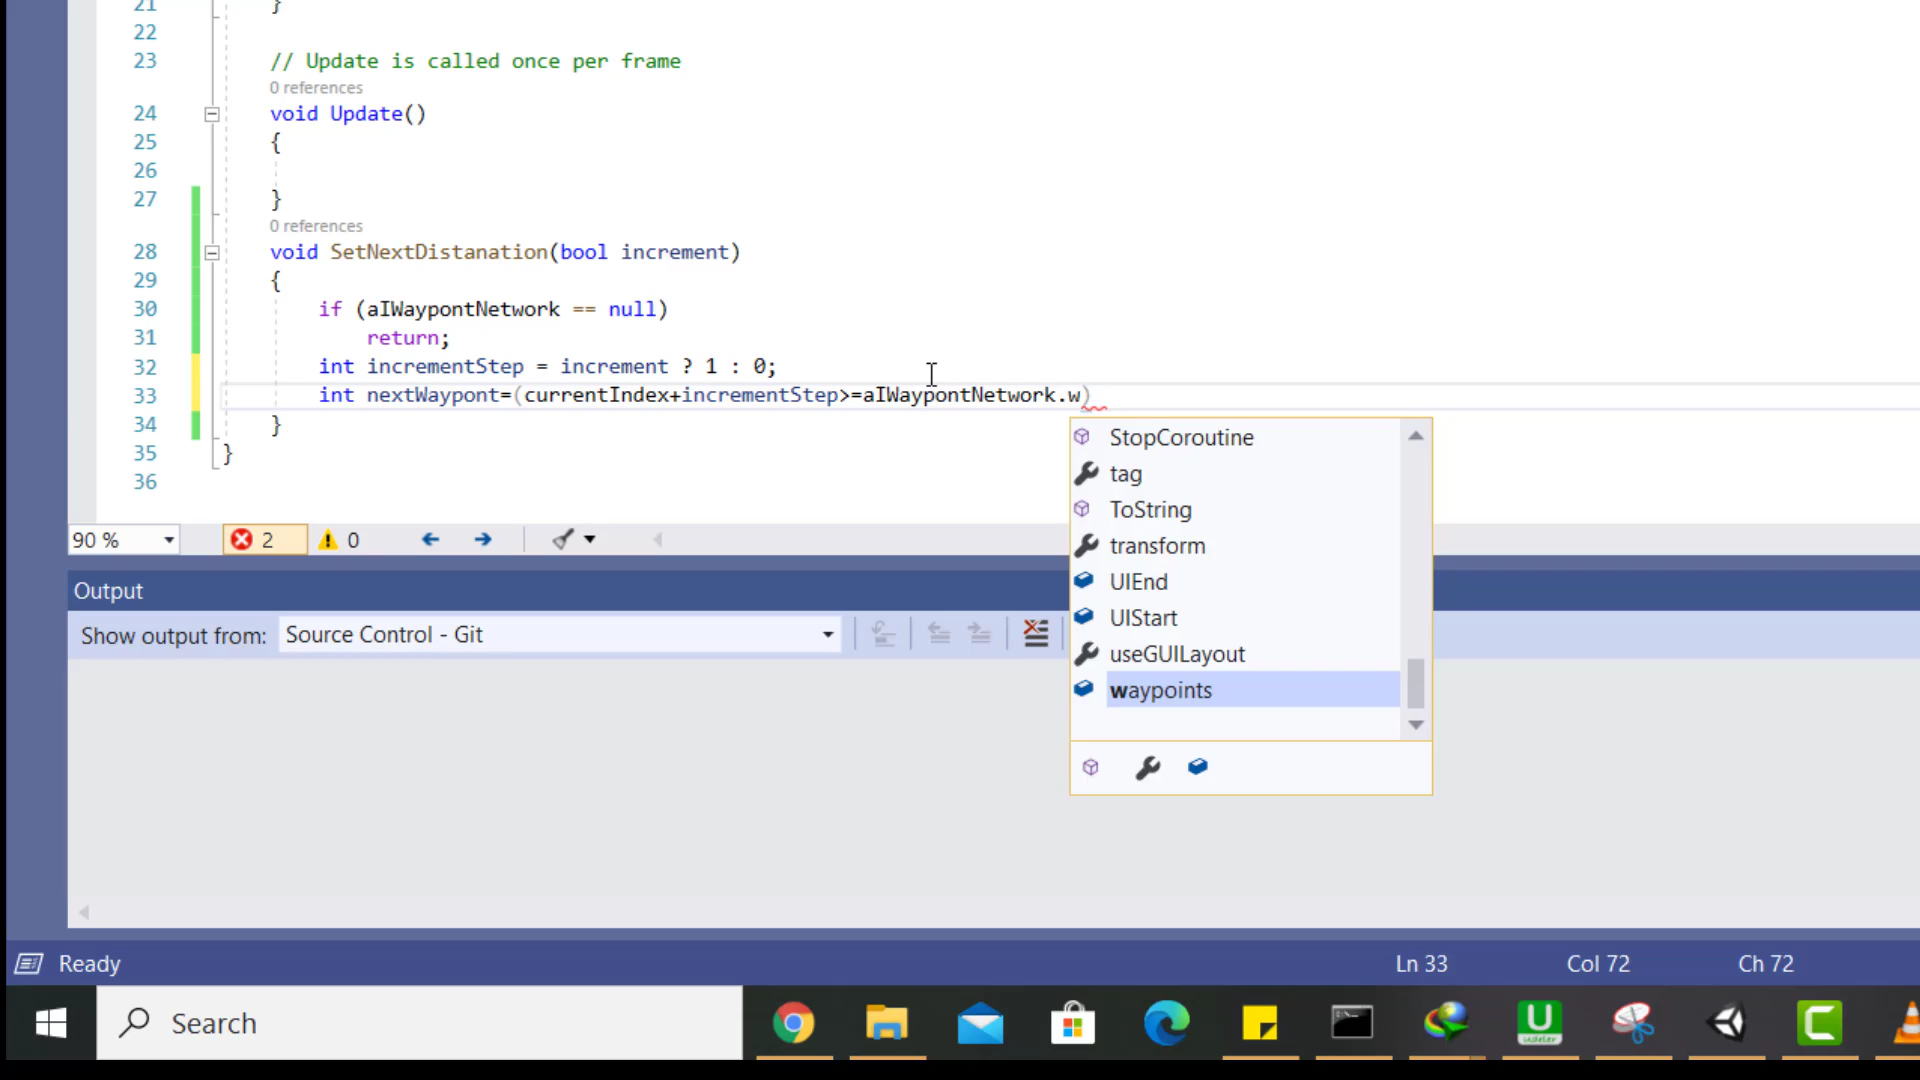 21 }
22
23 // Update is called once per frame
0 references
24 void Update()
25 {
26
27 }
0 references
28 void SetNextDistanation(bool increment)
29 {
30 if (aIWaypontNetwork == null)
31 return;
32 int incrementStep = increment ? 1 : 0;
33 int nextWaypont=(currentIndex+incrementStep>=aIWaypontNetwork.w)
34 }
35 }
36
StopCoroutine
tag
ToString
transform
UIEnd
UIStart
useGUILayout
waypoints
90 % 2 0
Output
Show output from: Source Control - Git
Ready Ln 33 Col 72 Ch 72
Search